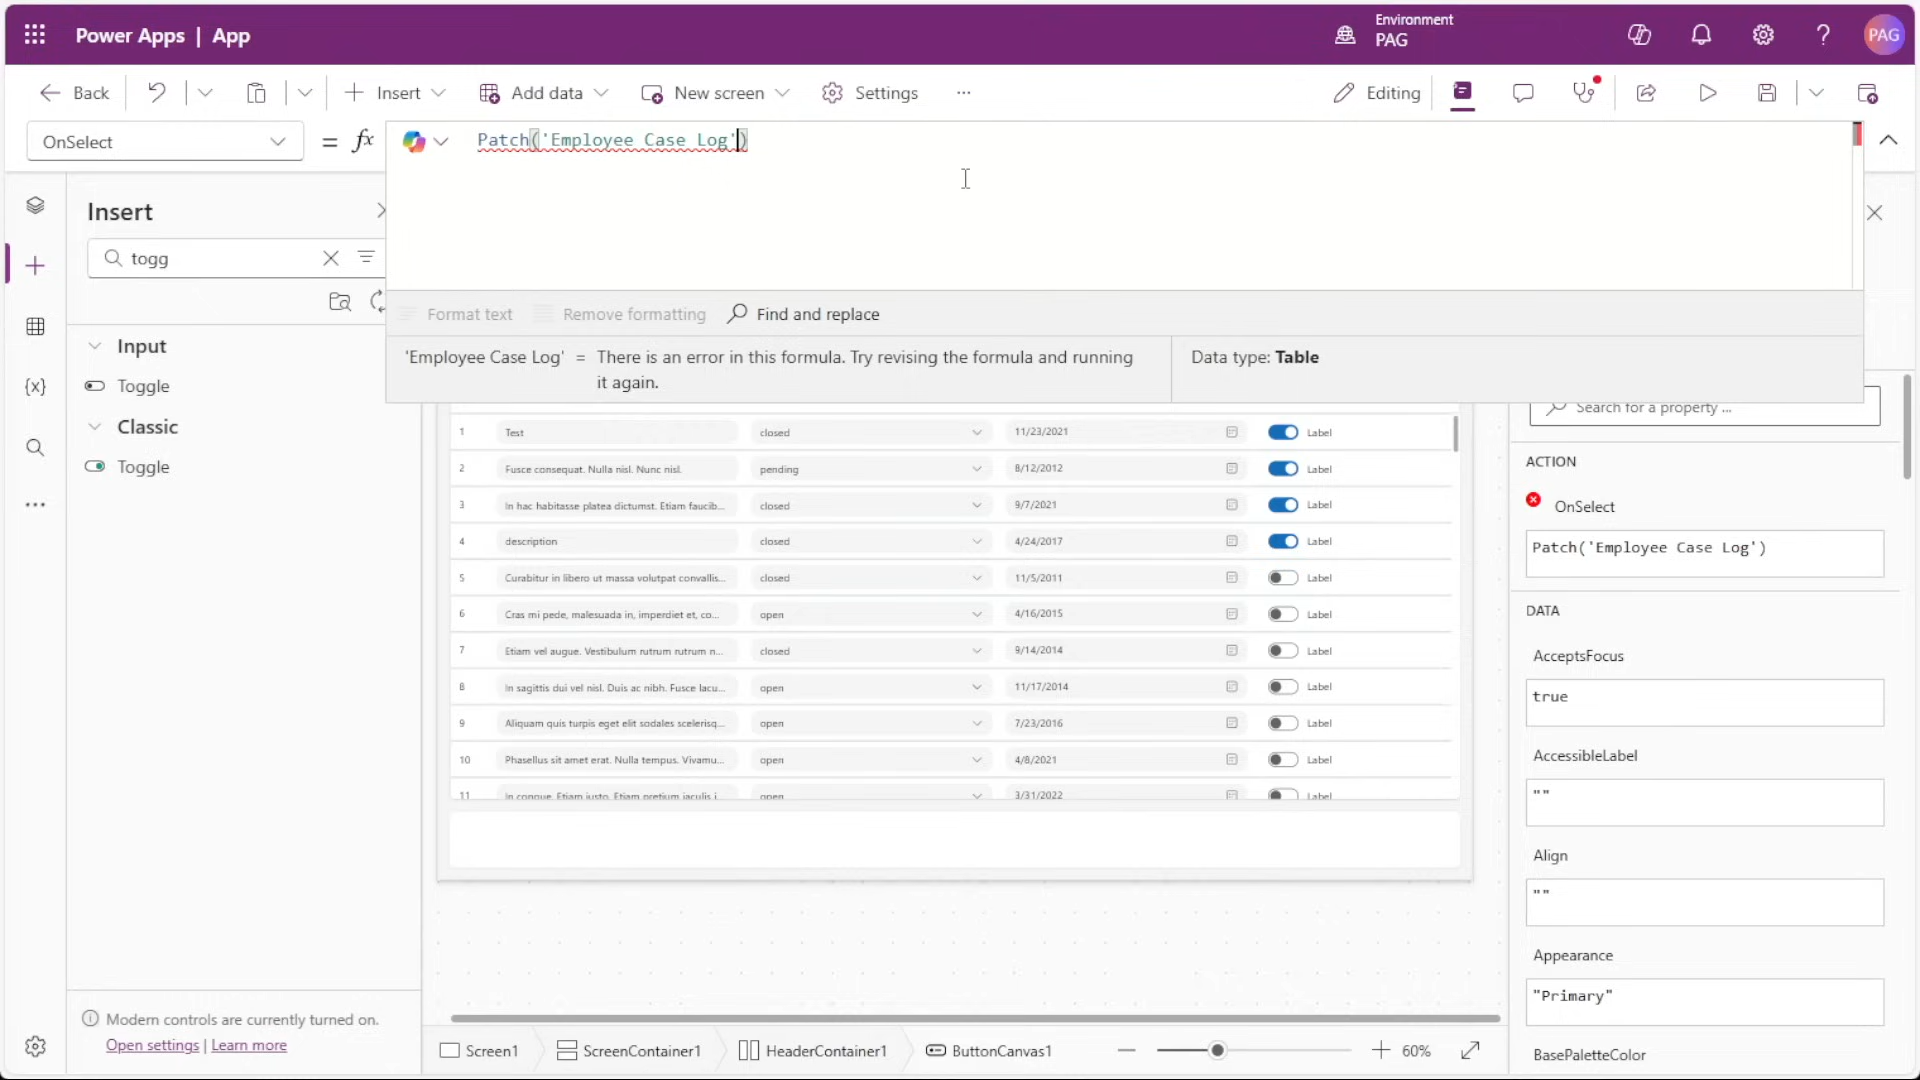 Power Apps | App
Environment
PAG
PAG
Back
Insert
Add data
New screen
Settings
Editing
OnSelect
= fx
Patch('Employee Case Log')
Insert
togg
Format text
Remove formatting
Find and replace
'Employee Case Log' = There is an error in this formula. Try revising the formula and running
it again.
Data type: Table
Input
Toggle
Classic
Toggle
Search for a property ...
1 Test closed 11/23/2021 Label
2 Fusce consequat. Nulla nisl. Nunc nisl. pending 8/12/2012 Label
3 In hac habitasse platea dictumst. Etiam faucib... closed 9/7/2021 Label
4 description closed 4/24/2017 Label
5 Curabitur in libero ut massa volutpat convallis... closed 11/5/2011 Label
6 Cras mi pede, malesuada in, imperdiet et, co... open 4/16/2015 Label
7 Etiam vel augue. Vestibulum rutrum rutrum n... closed 9/14/2014 Label
8 In sagittis dui vel nisl. Duis ac nibh. Fusce lacu... open 11/17/2014 Label
9 Aliquam quis turpis eget elit sodales scelerisq... open 7/23/2016 Label
10 Phasellus sit amet erat. Nulla tempus. Vivamu... open 4/8/2021 Label
11 In congue. Etiam justo. Etiam pretium iaculis j... open 3/31/2022 Label
ACTION
OnSelect
Patch('Employee Case Log')
DATA
AcceptsFocus
true
AccessibleLabel
""
Align
""
Appearance
"Primary"
BasePaletteColor
Modern controls are currently turned on.
Open settings | Learn more
Screen1
ScreenContainer1
HeaderContainer1
ButtonCanvas1
60%